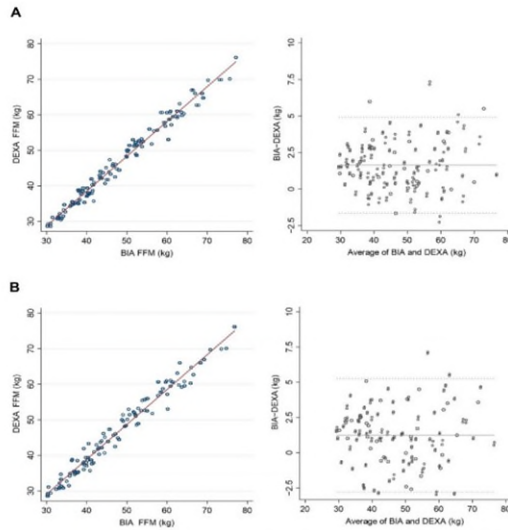 A
DEXA FFM (kg)
80
70
60
50
40
30
30 40 50 60 70 80
BIA FFM (kg)
BIA−DEXA (kg)
10
7.5
5
2.5
0
−2.5
20 30 40 50 60 70 80
Average of BIA and DEXA (kg)
B
DEXA FFM (kg)
80
70
60
50
40
30
30 40 50 60 70 80
BIA FFM (kg)
BIA−DEXA (kg)
10
7.5
5
2.5
0
−2.5
20 30 40 50 60 70 80
Average of BIA and DEXA (kg)